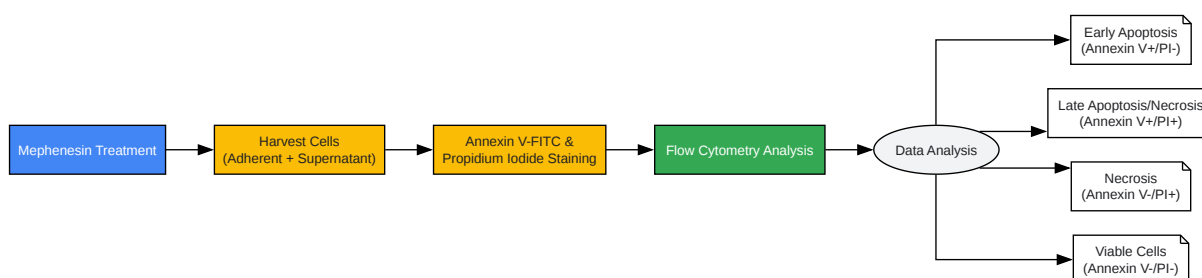 Mephenesin Treatment
Harvest Cells
(Adherent + Supernatant)
Annexin V-FITC &
Propidium Iodide Staining
Flow Cytometry Analysis
Data Analysis
Early Apoptosis
(Annexin V+/PI-)
Late Apoptosis/Necrosis
(Annexin V+/PI+)
Necrosis
(Annexin V-/PI+)
Viable Cells
(Annexin V-/PI-)